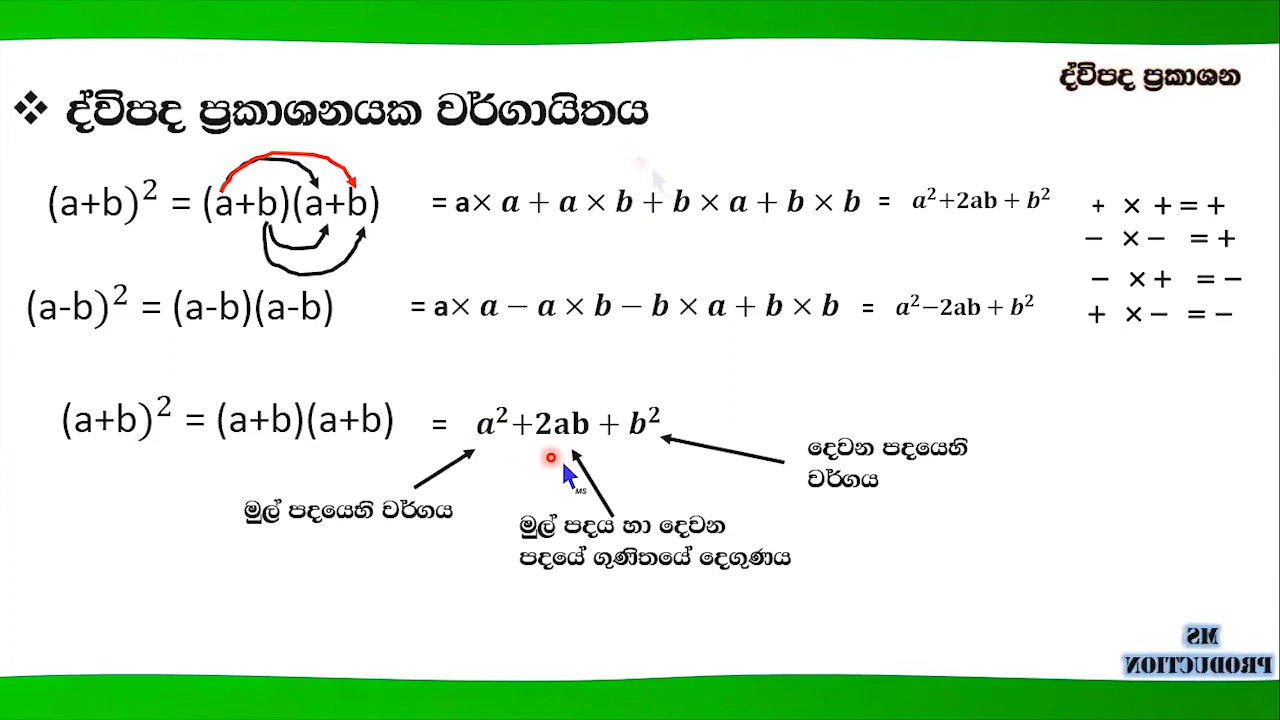 ද්විපද ප්‍රකාශන
❖ ද්විපද ප්‍රකාශනයක වර්ගායිතය
(a+b)² = (a+b)(a+b) = a× a + a × b + b × a + b × b = a²+2ab + b²
+ × + = +
− × − = +
(a-b)² = (a-b)(a-b) = a× a − a × b − b × a + b × b = a²−2ab + b²
− × + = −
+ × − = −
(a+b)² = (a+b)(a+b) = a²+2ab + b²
දෙවන පදයෙහි
වර්ගය
මුල් පදයෙහි වර්ගය
මුල් පදය හා දෙවන
පදයේ ගුණිතයේ දෙගුණය
MS
MS
PRODUCTION